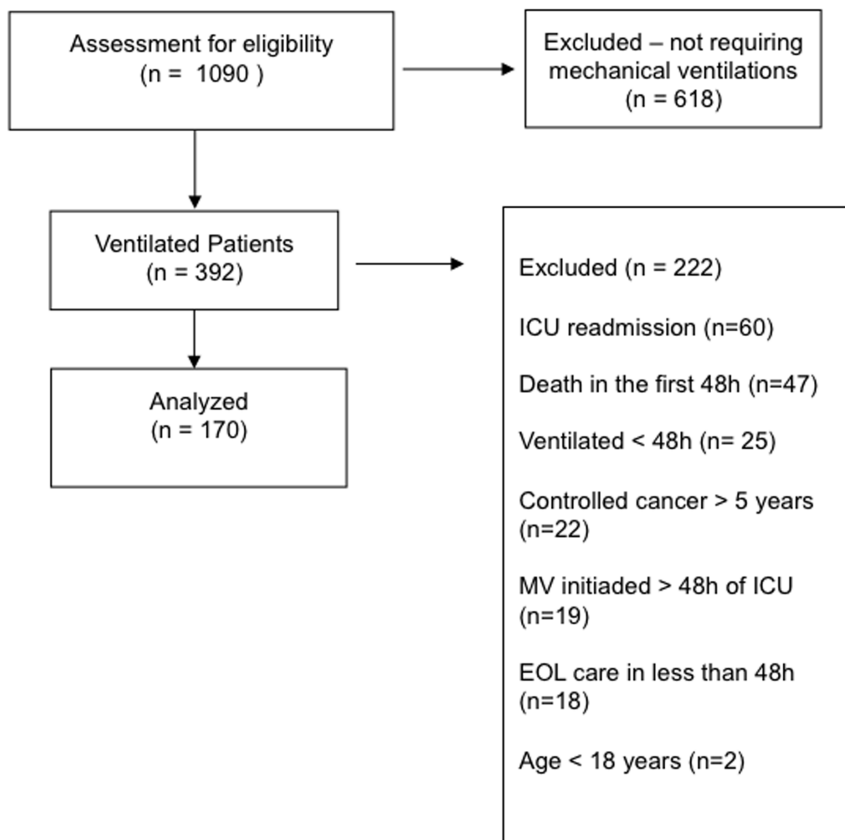 Assessment for eligibility
(n =  1090 )
Excluded – not requiring
mechanical ventilations
(n = 618)
Ventilated Patients
(n = 392)
Analyzed
(n = 170)
Excluded (n = 222)
ICU readmission (n=60)
Death in the first 48h (n=47)
Ventilated < 48h (n= 25)
Controlled cancer > 5 years
(n=22)
MV initiaded > 48h of ICU
(n=19)
EOL care in less than 48h
(n=18)
Age < 18 years (n=2)